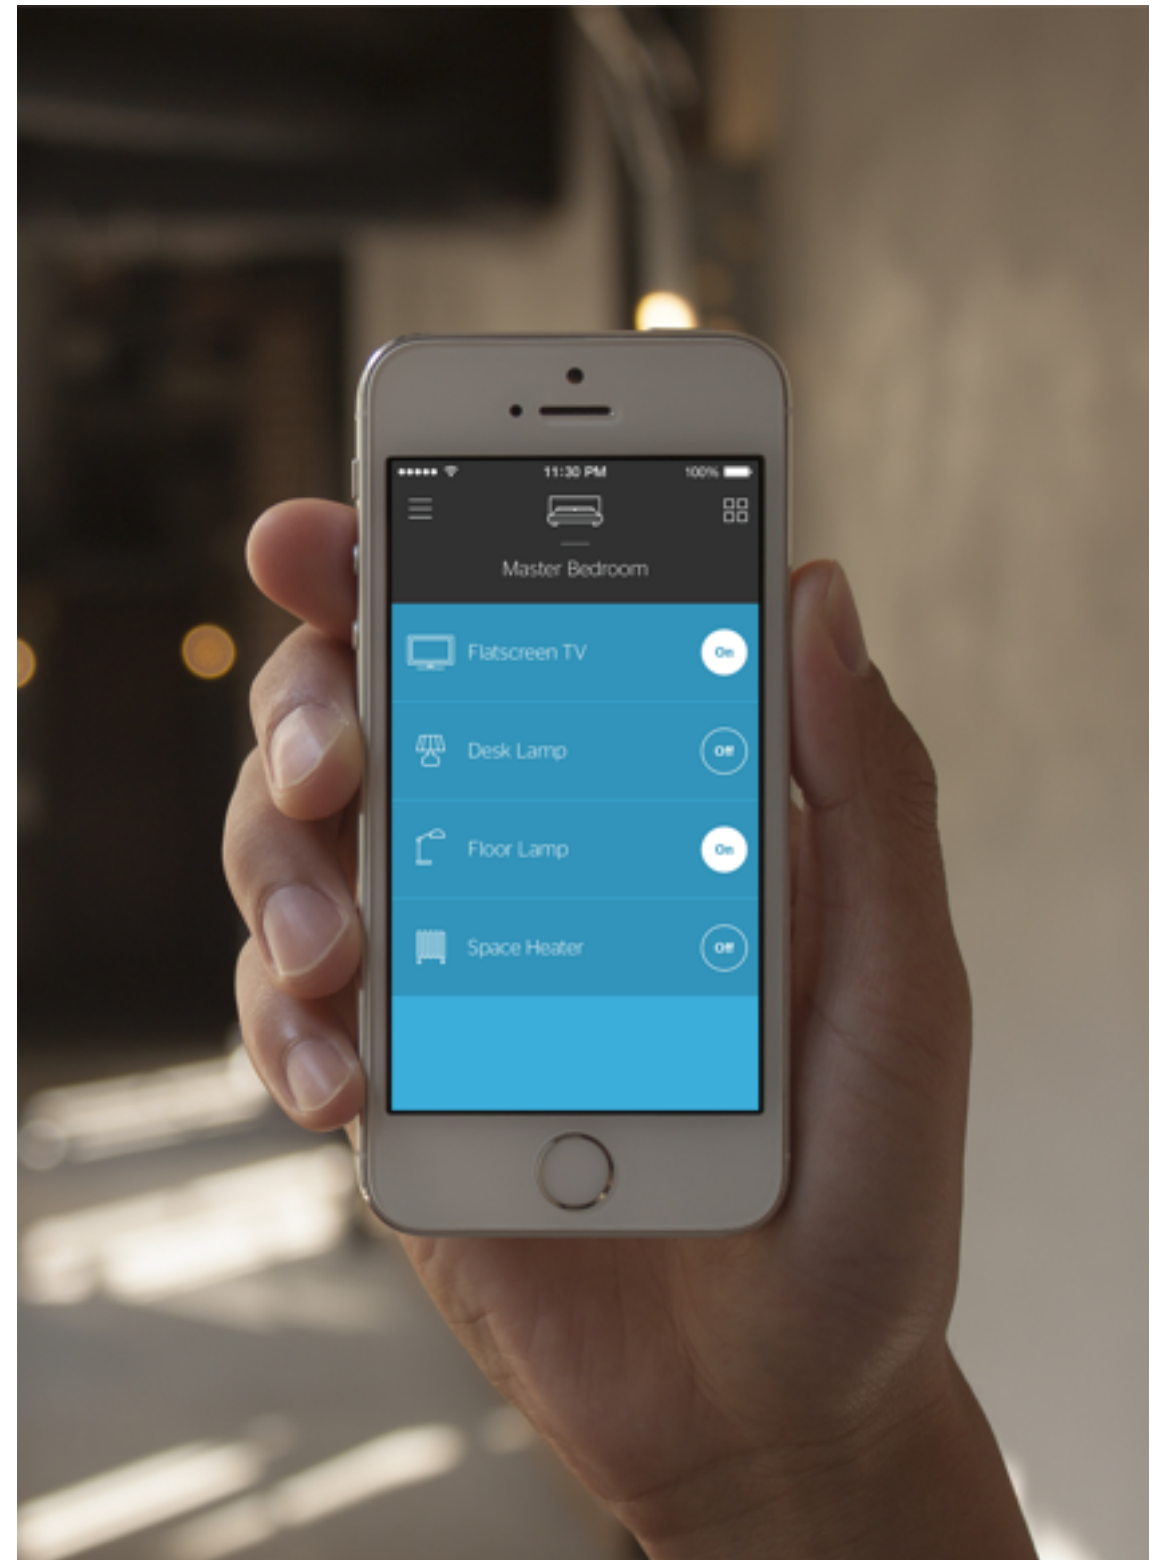 11:30 PM 100%
Master Bedroom
Flatscreen TV On
Desk Lamp Off
Floor Lamp On
Space Heater Off